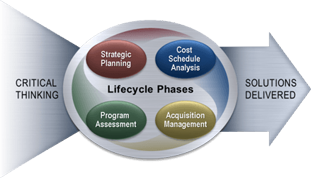 CRITICAL
THINKING
Strategic
Planning
Cost
Schedule
Analysis
Lifecycle Phases
Program
Assessment
Acquisition
Management
SOLUTIONS
DELIVERED